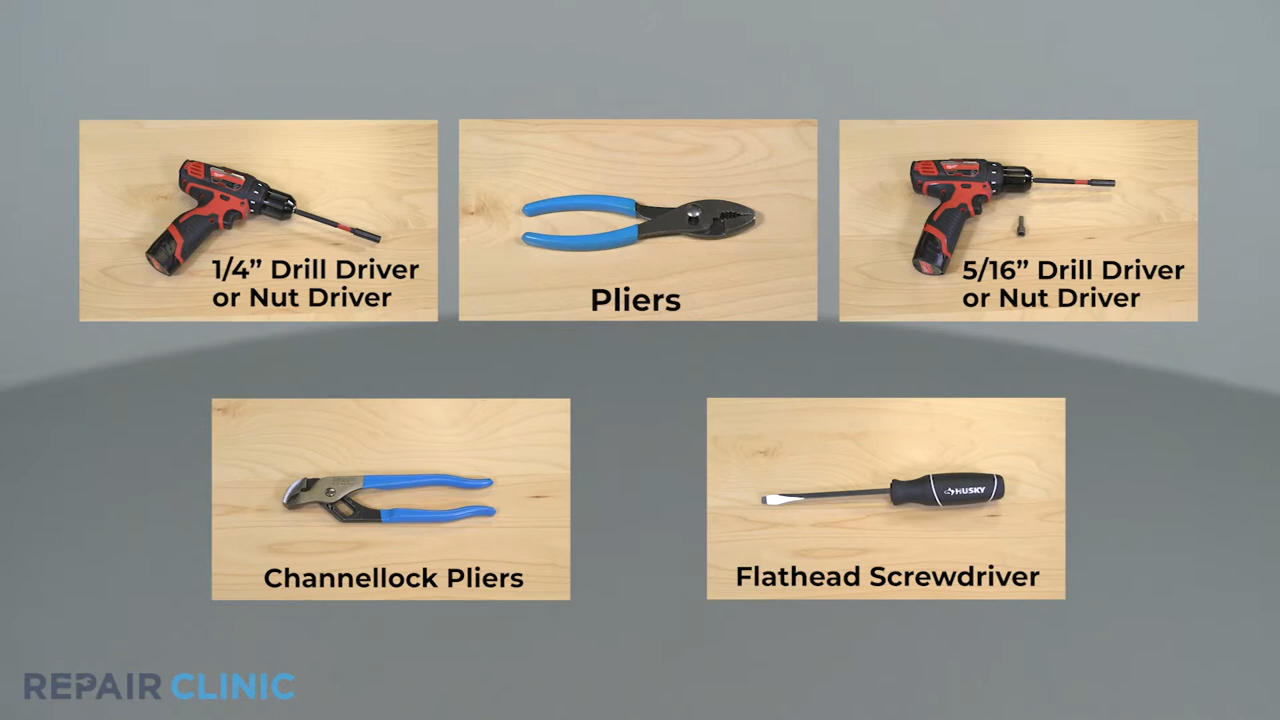 1/4” Drill Driver
or Nut Driver
Pliers
5/16” Drill Driver
or Nut Driver
Channellock Pliers
HUSKY
Flathead Screwdriver
REPAIR CLINIC